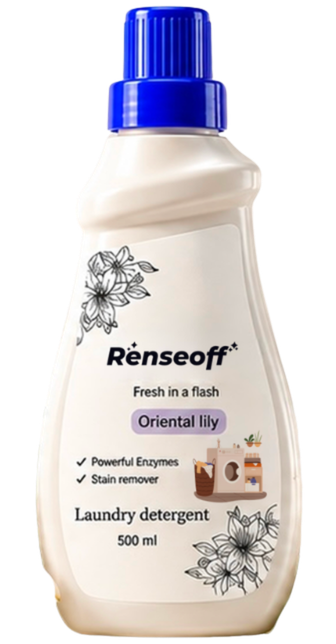 Renseoff
Fresh in a flash
Oriental lily
✓ Powerful Enzymes
✓ Stain remover
Laundry detergent
500 ml